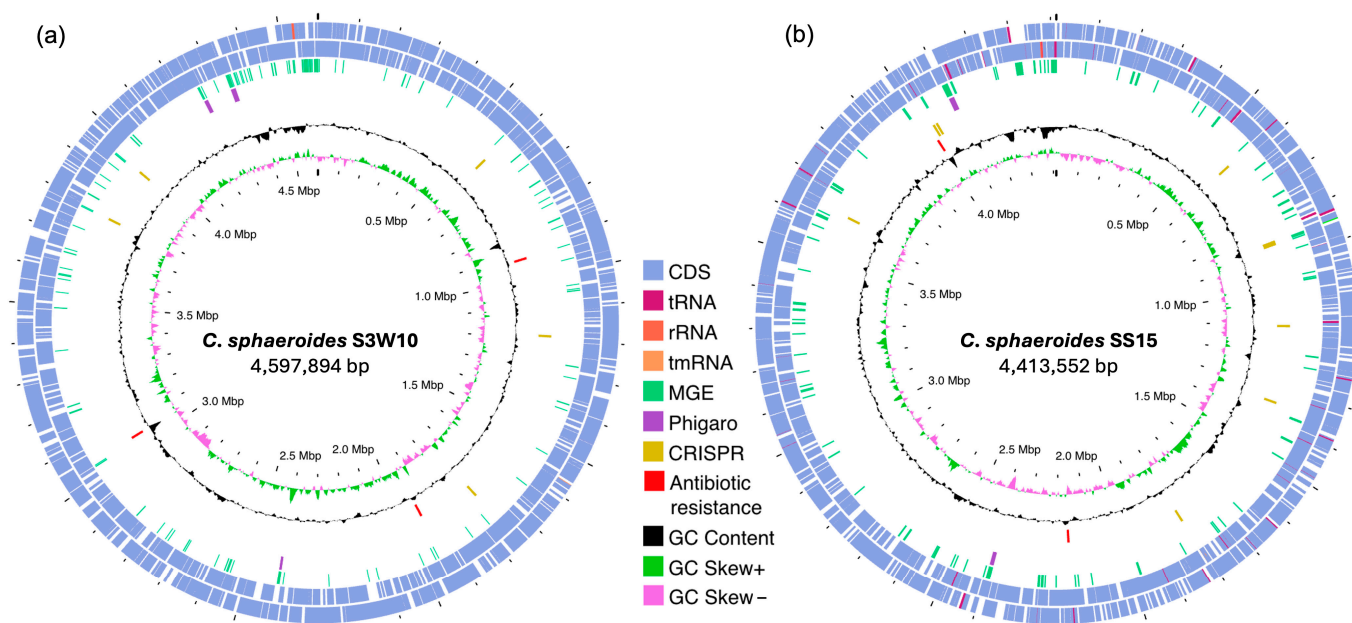 (a)
4.5 Mbp
0.5 Mbp
4.0 Mbp
1.0 Mbp
3.5 Mbp
C. sphaeroides S3W10
4,597,894 bp
1.5 Mbp
3.0 Mbp
2.0 Mbp
2.5 Mbp
CDS
tRNA
rRNA
tmRNA
MGE
Phigaro
CRISPR
Antibiotic
resistance
GC Content
GC Skew+
GC Skew−
(b)
4.0 Mbp
0.5 Mbp
3.5 Mbp
1.0 Mbp
C. sphaeroides SS15
4,413,552 bp
3.0 Mbp
1.5 Mbp
2.5 Mbp
2.0 Mbp